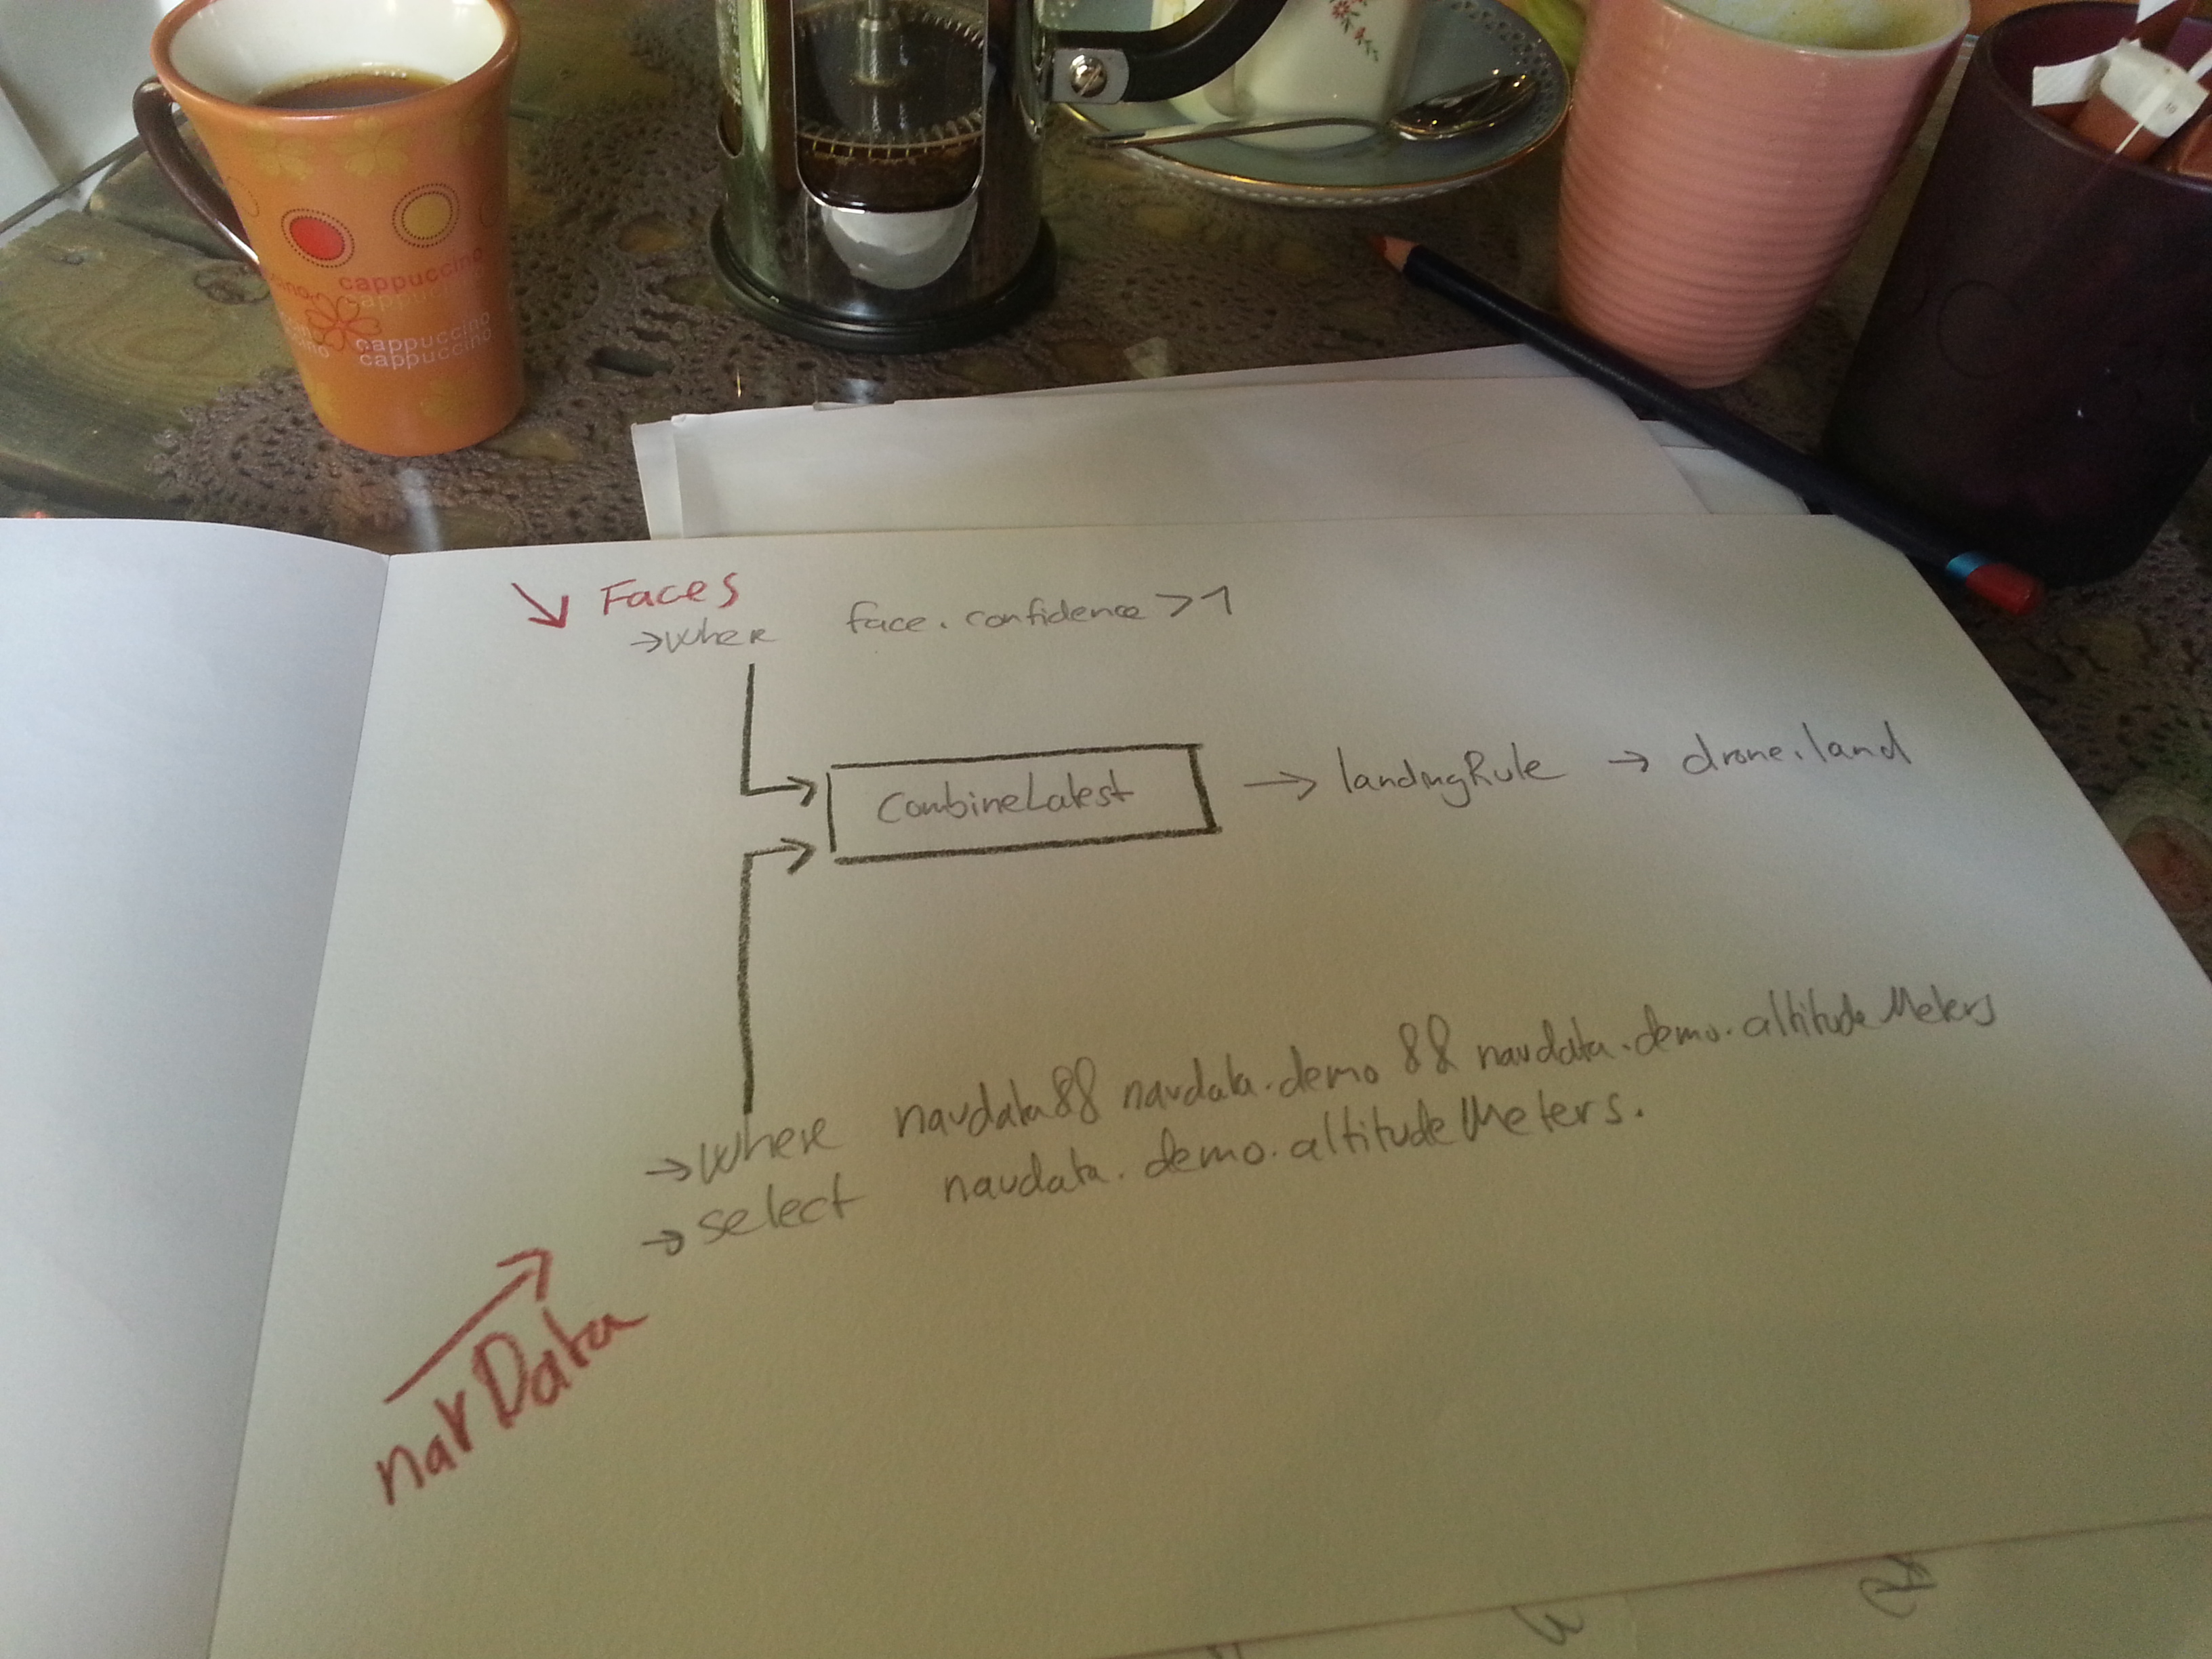 cappuccino
cappuccino
cappuccino
cappuccino
Faces
→where face.confidence > 1
CombineLatest → landingRule → drone.land
→where navdata && navdata.demo && navdata.demo.altitudeMeters
→select navdata.demo.altitudeMeters.
navData